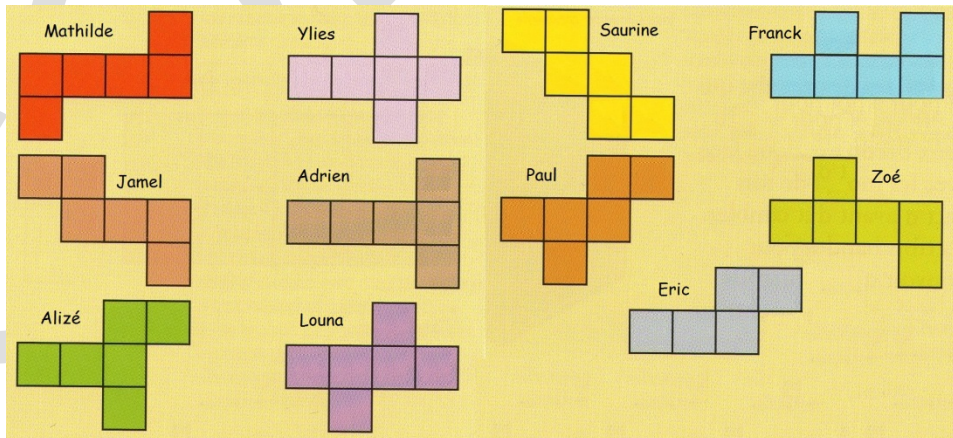 Mathilde
Ylies
Saurine
Franck
Jamel
Adrien
Paul
Zoé
Eric
Alizé
Louna